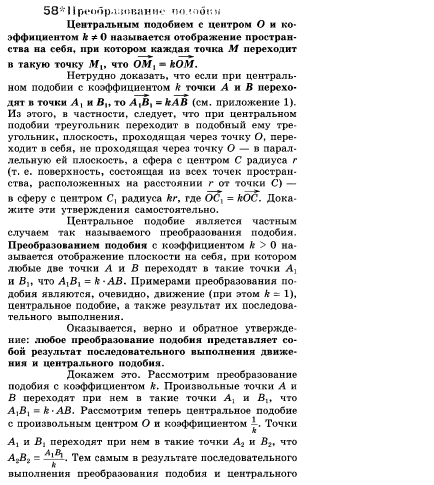 58* Преобразование подобия
Центральным подобием с центром O и ко-
эффициентом k ≠ 0 называется отображение простран-
ства на себя, при котором каждая точка M переходит
в такую точку M₁, что OM₁ = kOM.
Нетрудно доказать, что если при централь-
ном подобии с коэффициентом k точки A и B перехо-
дят в точки A₁ и B₁, то A₁B₁ = kAB (см. приложение 1).
Из этого, в частности, следует, что при центральном
подобии треугольник переходит в подобный ему тре-
угольник, плоскость, проходящая через точку O, пере-
ходит в себя, не проходящая через точку O — в парал-
лельную ей плоскость, а сфера с центром C радиуса r
(т. е. поверхность, состоящая из всех точек простран-
ства, расположенных на расстоянии r от точки C) —
в сферу с центром C₁ радиуса kr, где OC₁ = kOC. Дока-
жите эти утверждения самостоятельно.
Центральное подобие является частным
случаем так называемого преобразования подобия.
Преобразованием подобия с коэффициентом k > 0 на-
зывается отображение плоскости на себя, при котором
любые две точки A и B переходят в такие точки A₁
и B₁, что A₁B₁ = k · AB. Примерами преобразования по-
добия являются, очевидно, движение (при этом k = 1),
центральное подобие, а также результат их последова-
тельного выполнения.
Оказывается, верно и обратное утвержде-
ние: любое преобразование подобия представляет со-
бой результат последовательного выполнения движе-
ния и центрального подобия.
Докажем это. Рассмотрим преобразование
подобия с коэффициентом k. Произвольные точки A и
B переходят при нем в такие точки A₁ и B₁, что
A₁B₁ = k · AB. Рассмотрим теперь центральное подобие
с произвольным центром O и коэффициентом 1/k. Точки
A₁ и B₁ переходят при нем в такие точки A₂ и B₂, что
A₂B₂ = A₁B₁/k. Тем самым в результате последовательного
выполнения преобразования подобия и центрального